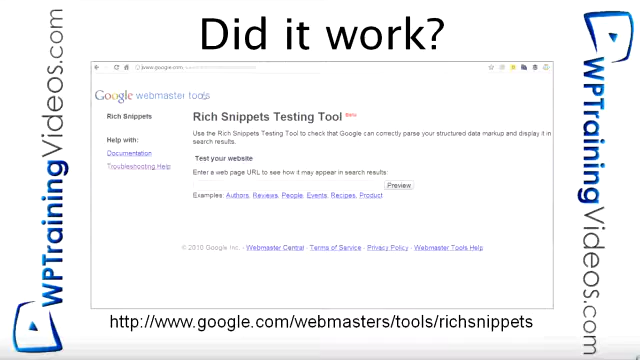 Did it work?
WPTrainingVideos.com
WPTrainingVideos.com
www.google.com
Google webmaster tools
Rich Snippets
Help with:
Documentation
Troubleshooting Help
Rich Snippets Testing Tool Beta
Use the Rich Snippets Testing Tool to check that Google can correctly parse your structured data markup and display it in
search results.
Test your website
Enter a web page URL to see how it may appear in search results:
Preview
Examples: Authors, Reviews, People, Events, Recipes, Product
© 2010 Google Inc. - Webmaster Central - Terms of Service - Privacy Policy - Webmaster Tools Help
http://www.google.com/webmasters/tools/richsnippets